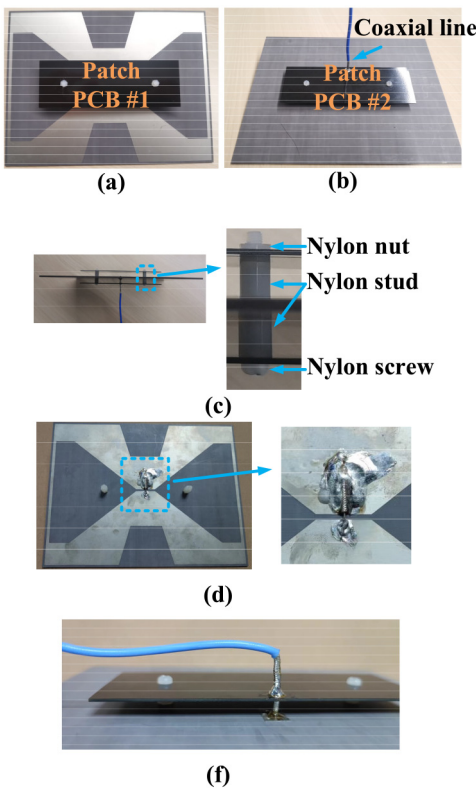 Coaxial line
Patch
PCB #1
Patch
PCB #2
(a)
(b)
Nylon nut
Nylon stud
Nylon screw
(c)
(d)
(f)